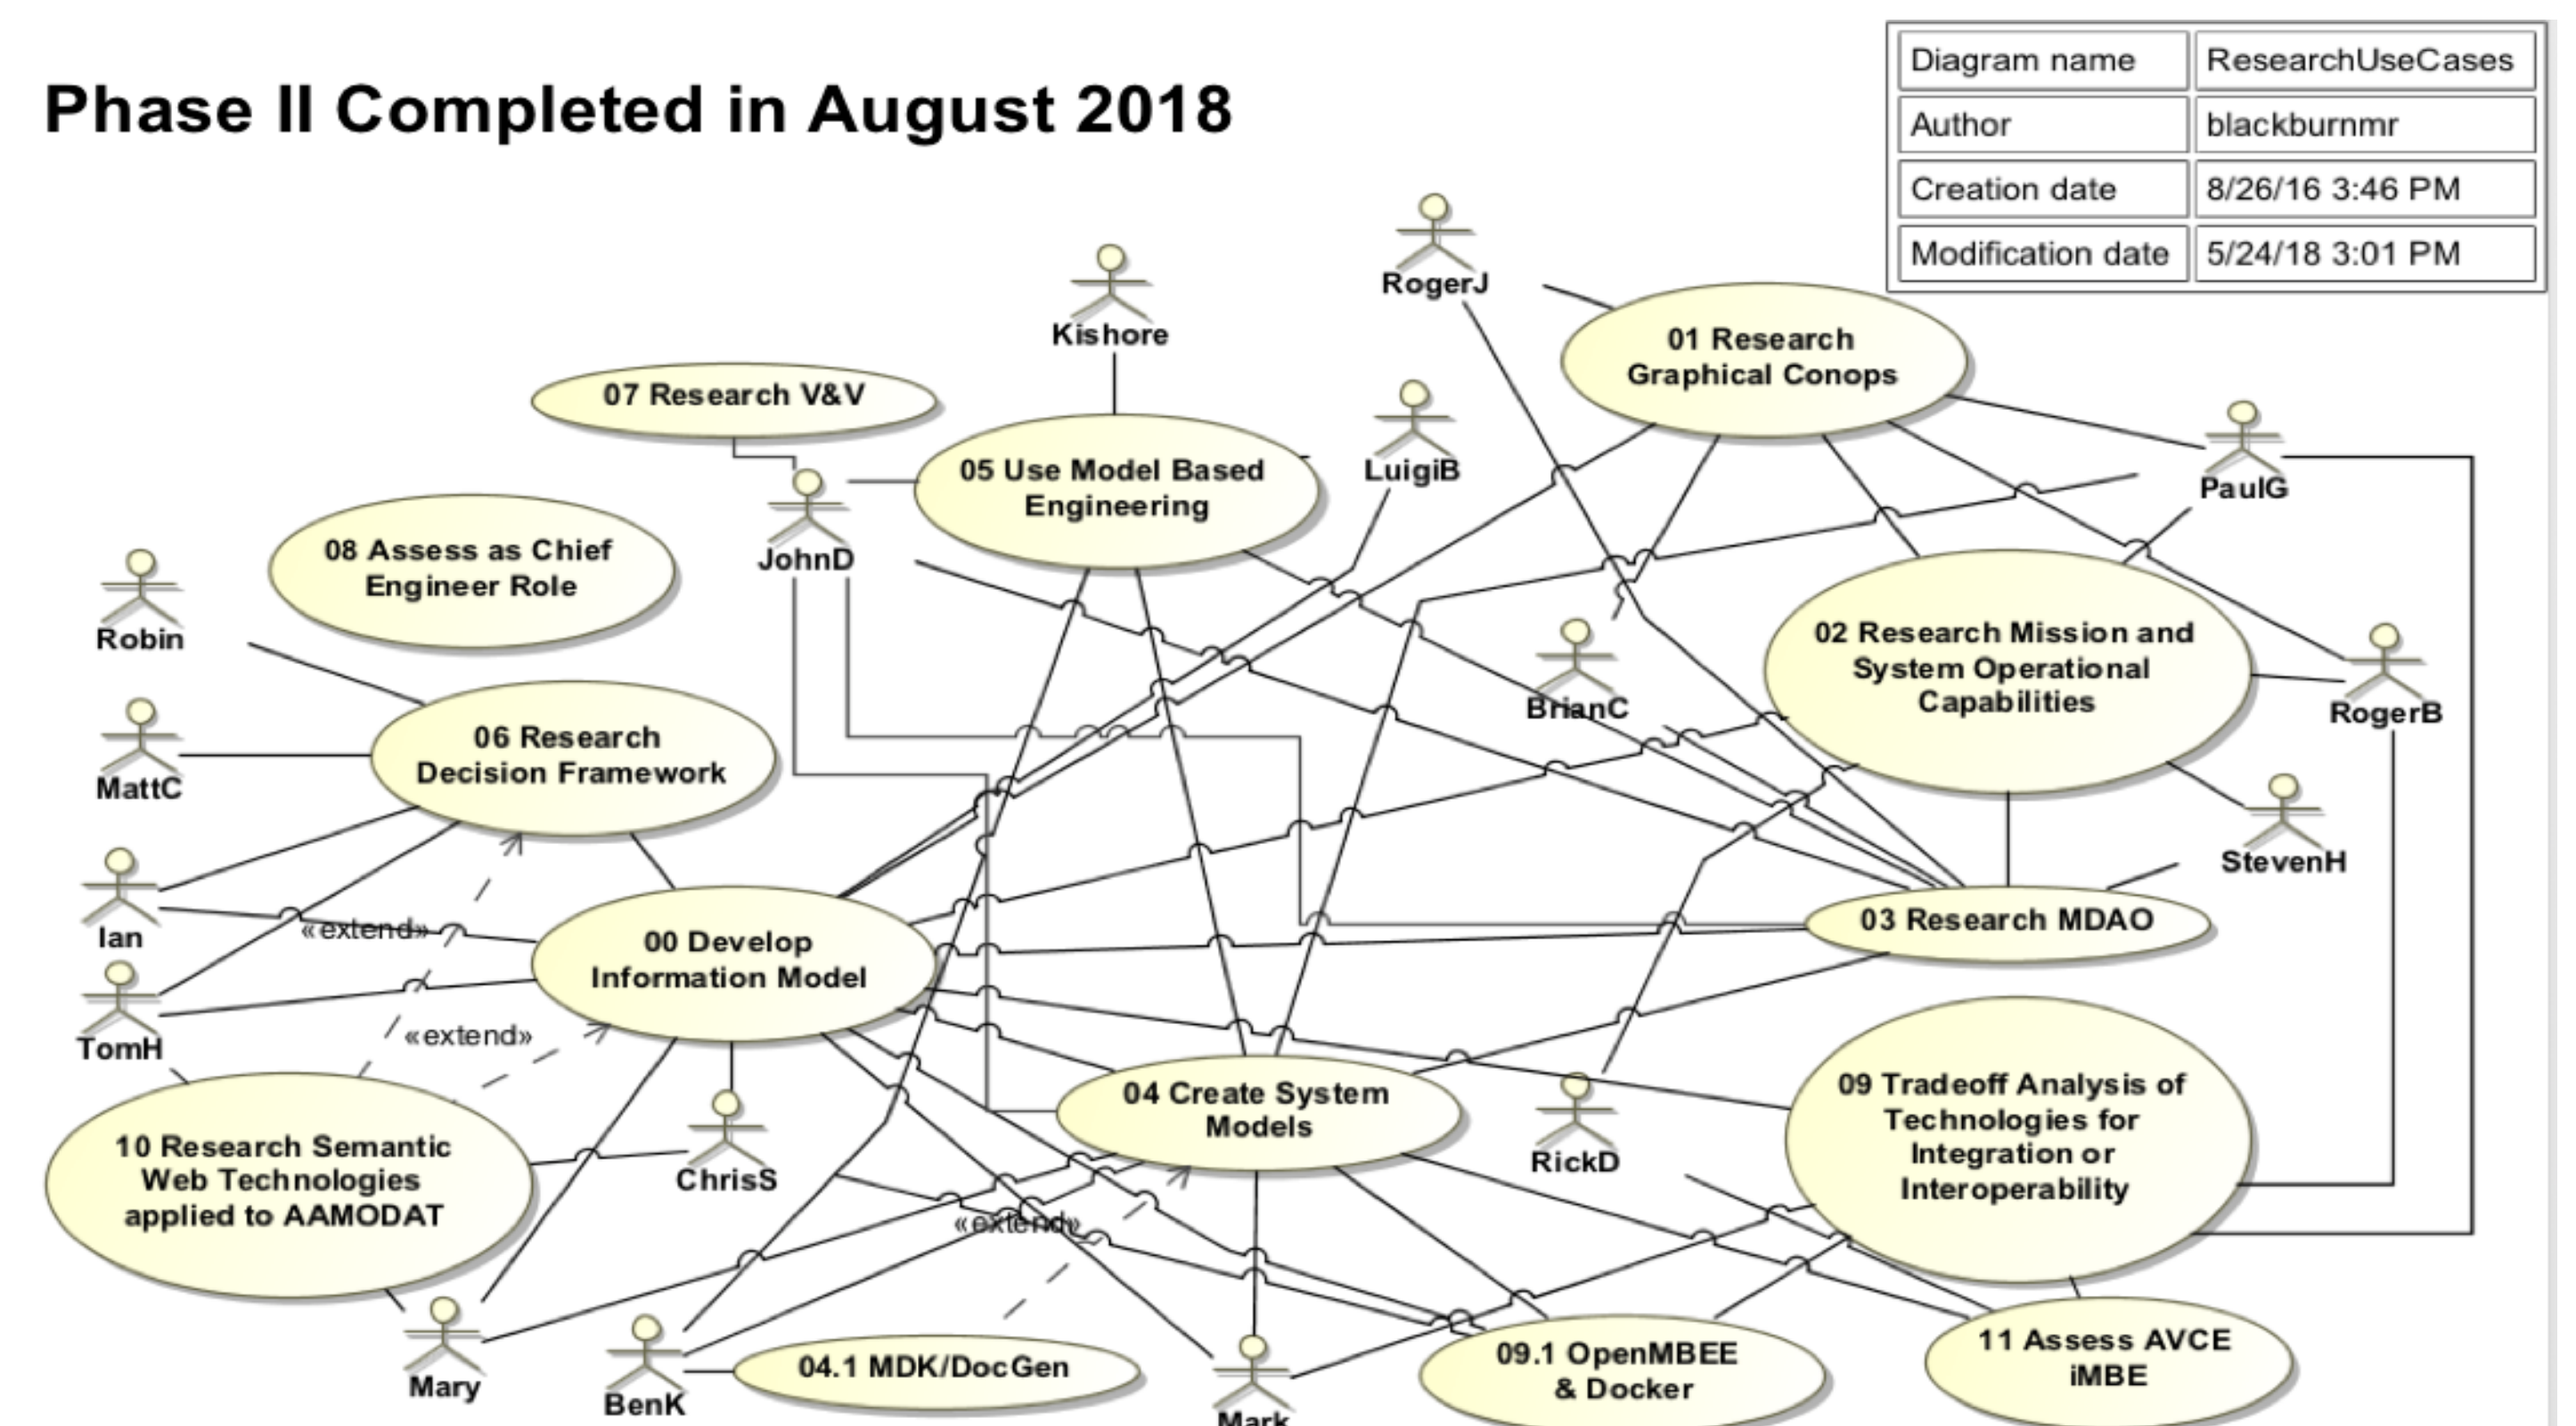 Phase II Completed in August 2018
Diagram name ResearchUseCases
Author blackburnmr
Creation date 8/26/16 3:46 PM
Modification date 5/24/18 3:01 PM
RogerJ
Kishore
01 Research
Graphical Conops
07 Research V&V
LuigiB
05 Use Model Based
Engineering
PaulG
JohnD
08 Assess as Chief
Engineer Role
Robin
02 Research Mission and
System Operational
Capabilities
BrianC
RogerB
06 Research
Decision Framework
MattC
StevenH
03 Research MDAO
Ian
«extend»
00 Develop
Information Model
TomH
«extend»
04 Create System
Models
09 Tradeoff Analysis of
Technologies for
Integration or
Interoperability
10 Research Semantic
Web Technologies
applied to AAMODAT
ChrisS
RickD
«extend»
Mary
BenK
04.1 MDK/DocGen
Mark
09.1 OpenMBEE
& Docker
11 Assess AVCE
iMBE